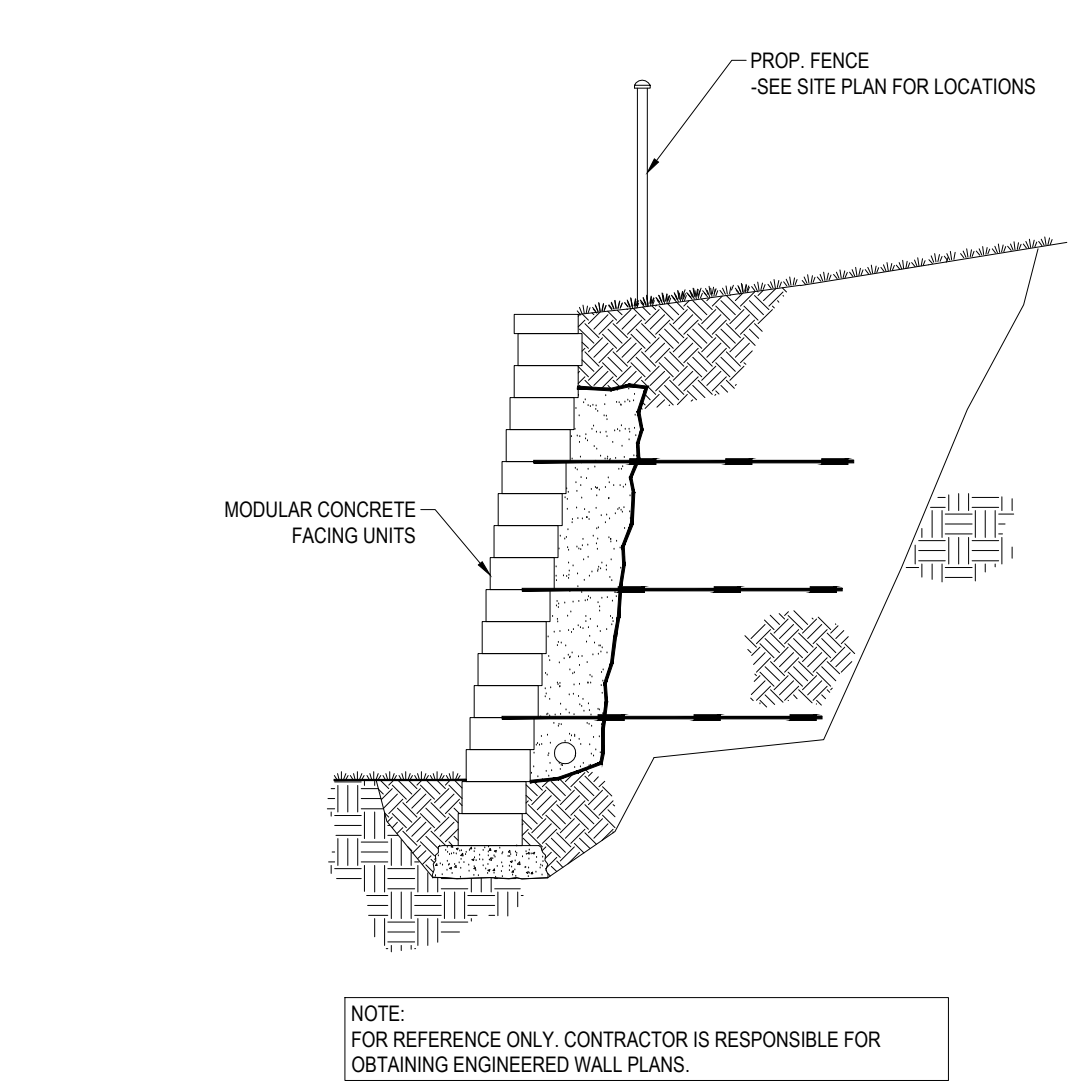 PROP. FENCE
-SEE SITE PLAN FOR LOCATIONS
MODULAR CONCRETE
FACING UNITS
NOTE:
FOR REFERENCE ONLY. CONTRACTOR IS RESPONSIBLE FOR
OBTAINING ENGINEERED WALL PLANS.